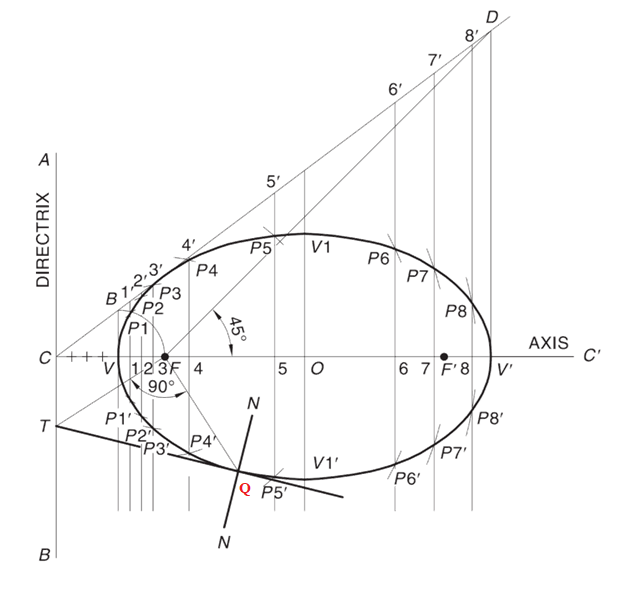 D
8′
7′
6′
A
5′
DIRECTRIX
4′
3′
2′
1′
B
P4
P3
P2
P1
P5
V1
P6
P7
P8
45°
AXIS
C
V
1
2
3
F
4
5
O
6
7
F′
8
V′
C′
90°
T
P1′
P2′
P3′
P4′
N
P8′
P7′
P6′
V1′
P5′
Q
N
B